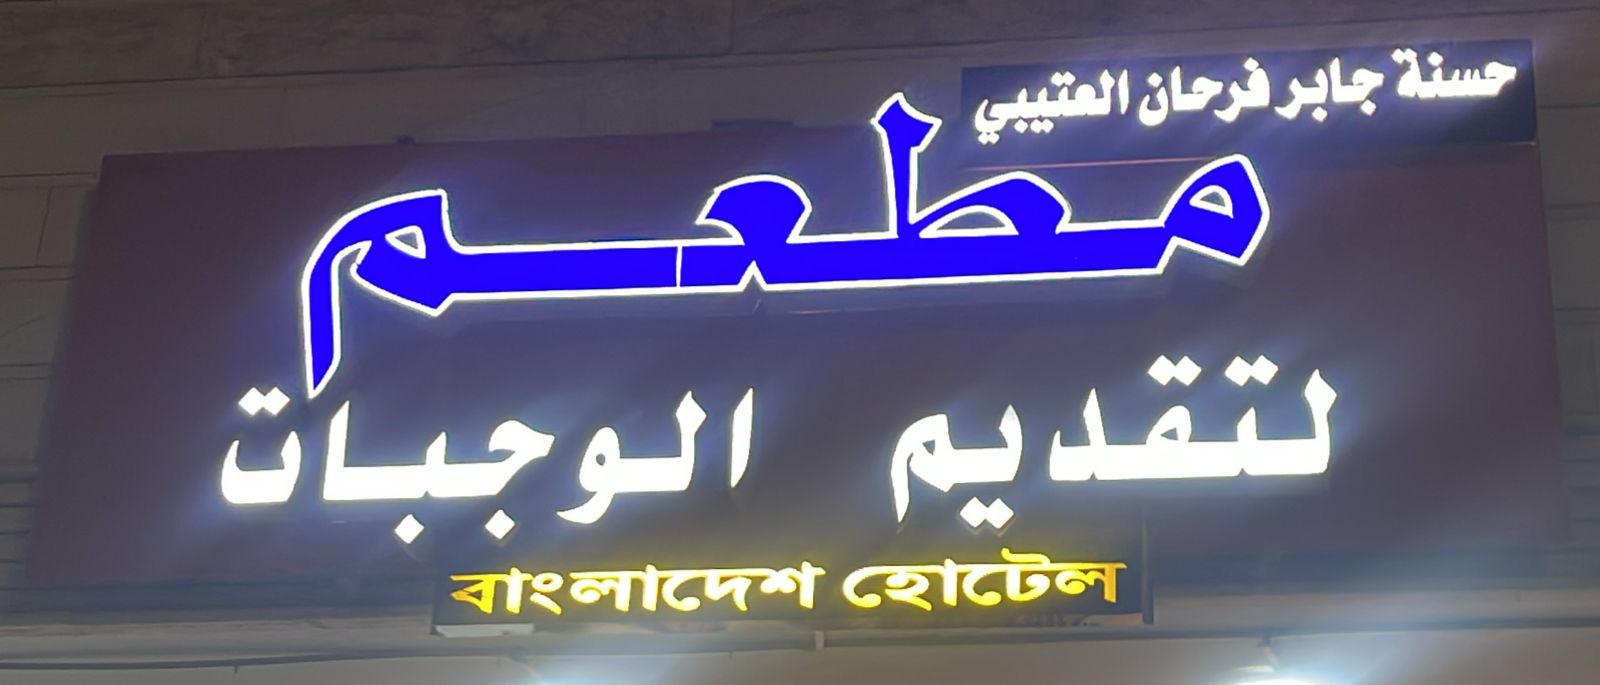 حسنة جابر فرحان العتيبي
مطعم
لتقديم الوجبات
বাংলাদেশ হোটেল